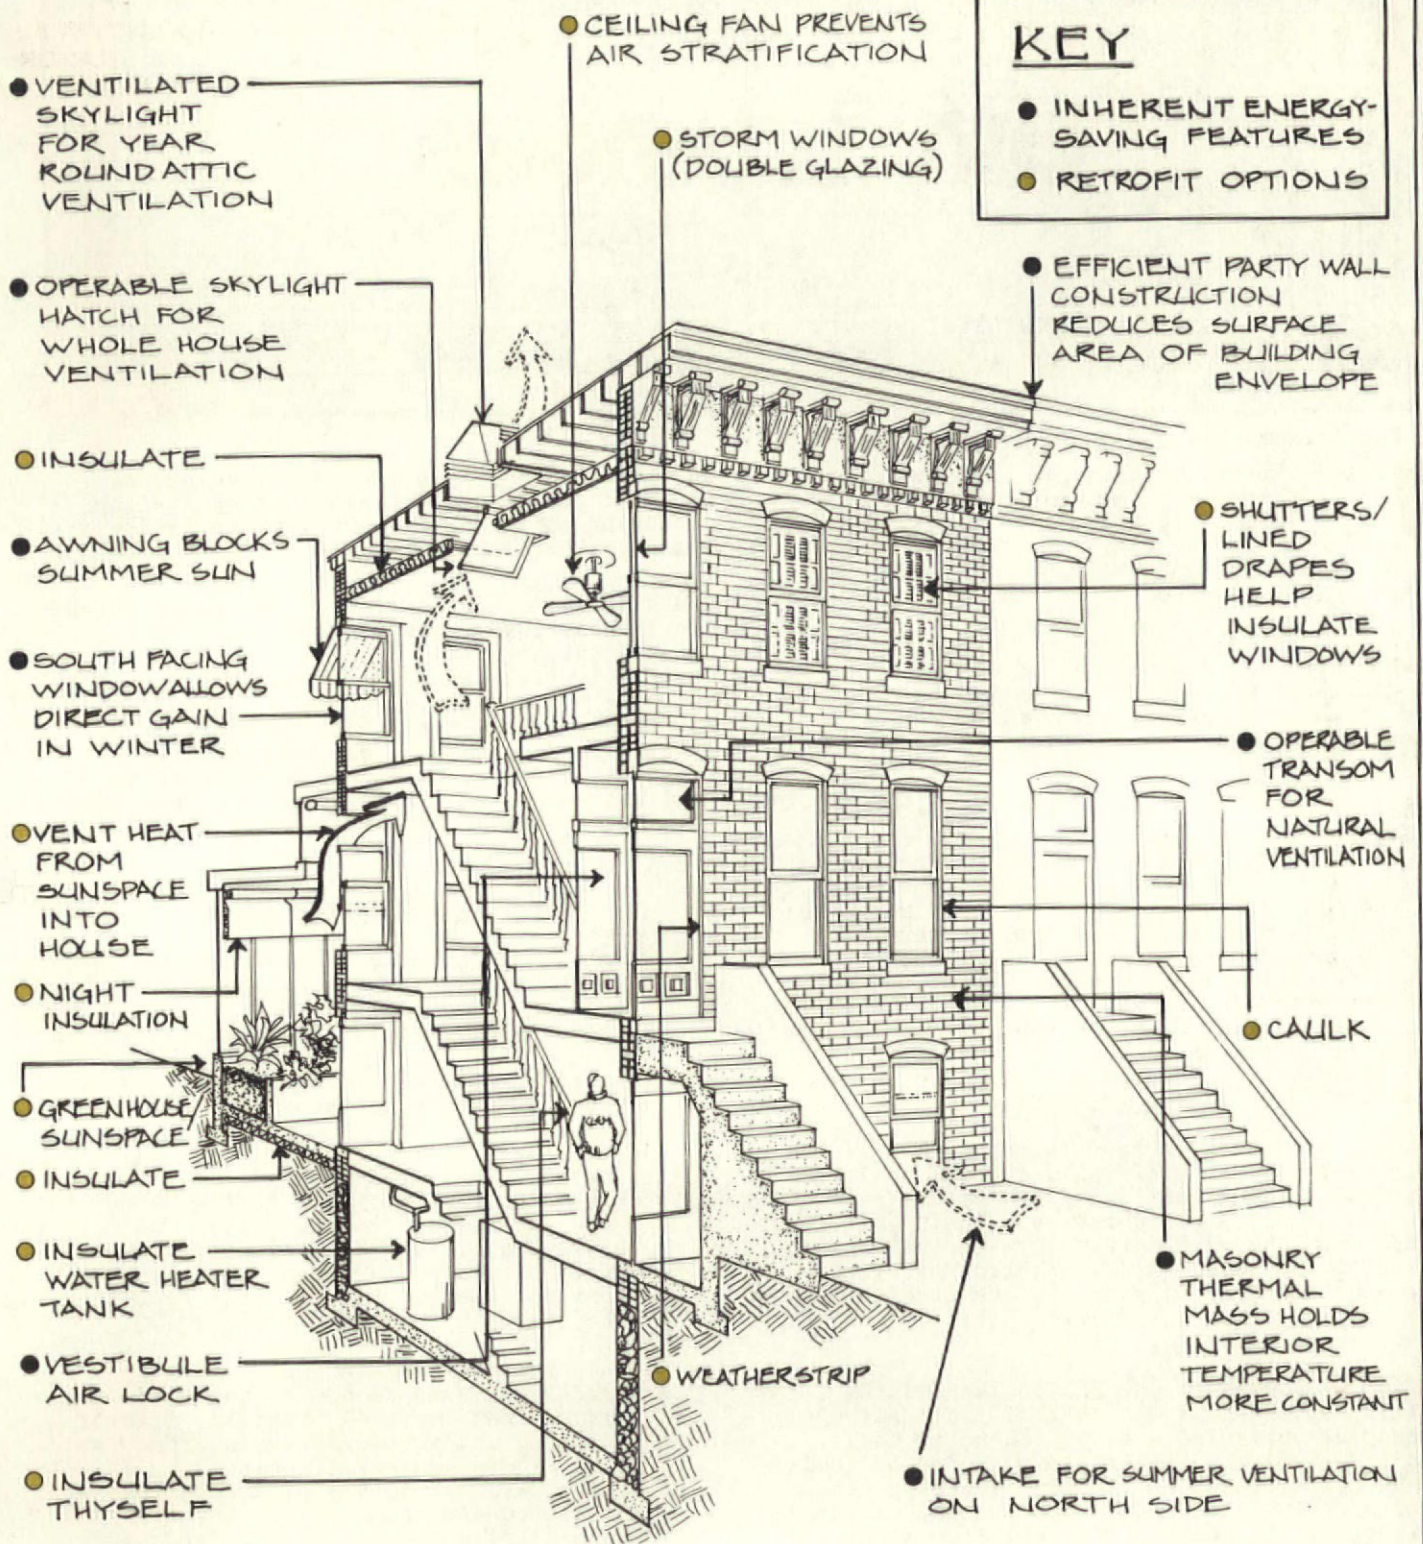 CEILING FAN PREVENTS
AIR STRATIFICATION
KEY
INHERENT ENERGY-
SAVING FEATURES
RETROFIT OPTIONS
VENTILATED
SKYLIGHT
FOR YEAR
ROUND ATTIC
VENTILATION
STORM WINDOWS
(DOUBLE GLAZING)
OPERABLE SKYLIGHT
HATCH FOR
WHOLE HOUSE
VENTILATION
EFFICIENT PARTY WALL
CONSTRUCTION
REDUCES SURFACE
AREA OF BUILDING
ENVELOPE
INSULATE
AWNING BLOCKS
SUMMER SUN
SHUTTERS/
LINED
DRAPES
HELP
INSULATE
WINDOWS
SOUTH FACING
WINDOW ALLOWS
DIRECT GAIN
IN WINTER
OPERABLE
TRANSOM
FOR
NATURAL
VENTILATION
VENT HEAT
FROM
SUNSPACE
INTO
HOUSE
NIGHT
INSULATION
CAULK
GREENHOUSE/
SUNSPACE
INSULATE
INSULATE
WATER HEATER
TANK
MASONRY
THERMAL
MASS HOLDS
INTERIOR
TEMPERATURE
MORE CONSTANT
VESTIBULE
AIR LOCK
WEATHERSTRIP
INSULATE
THYSELF
INTAKE FOR SUMMER VENTILATION
ON NORTH SIDE